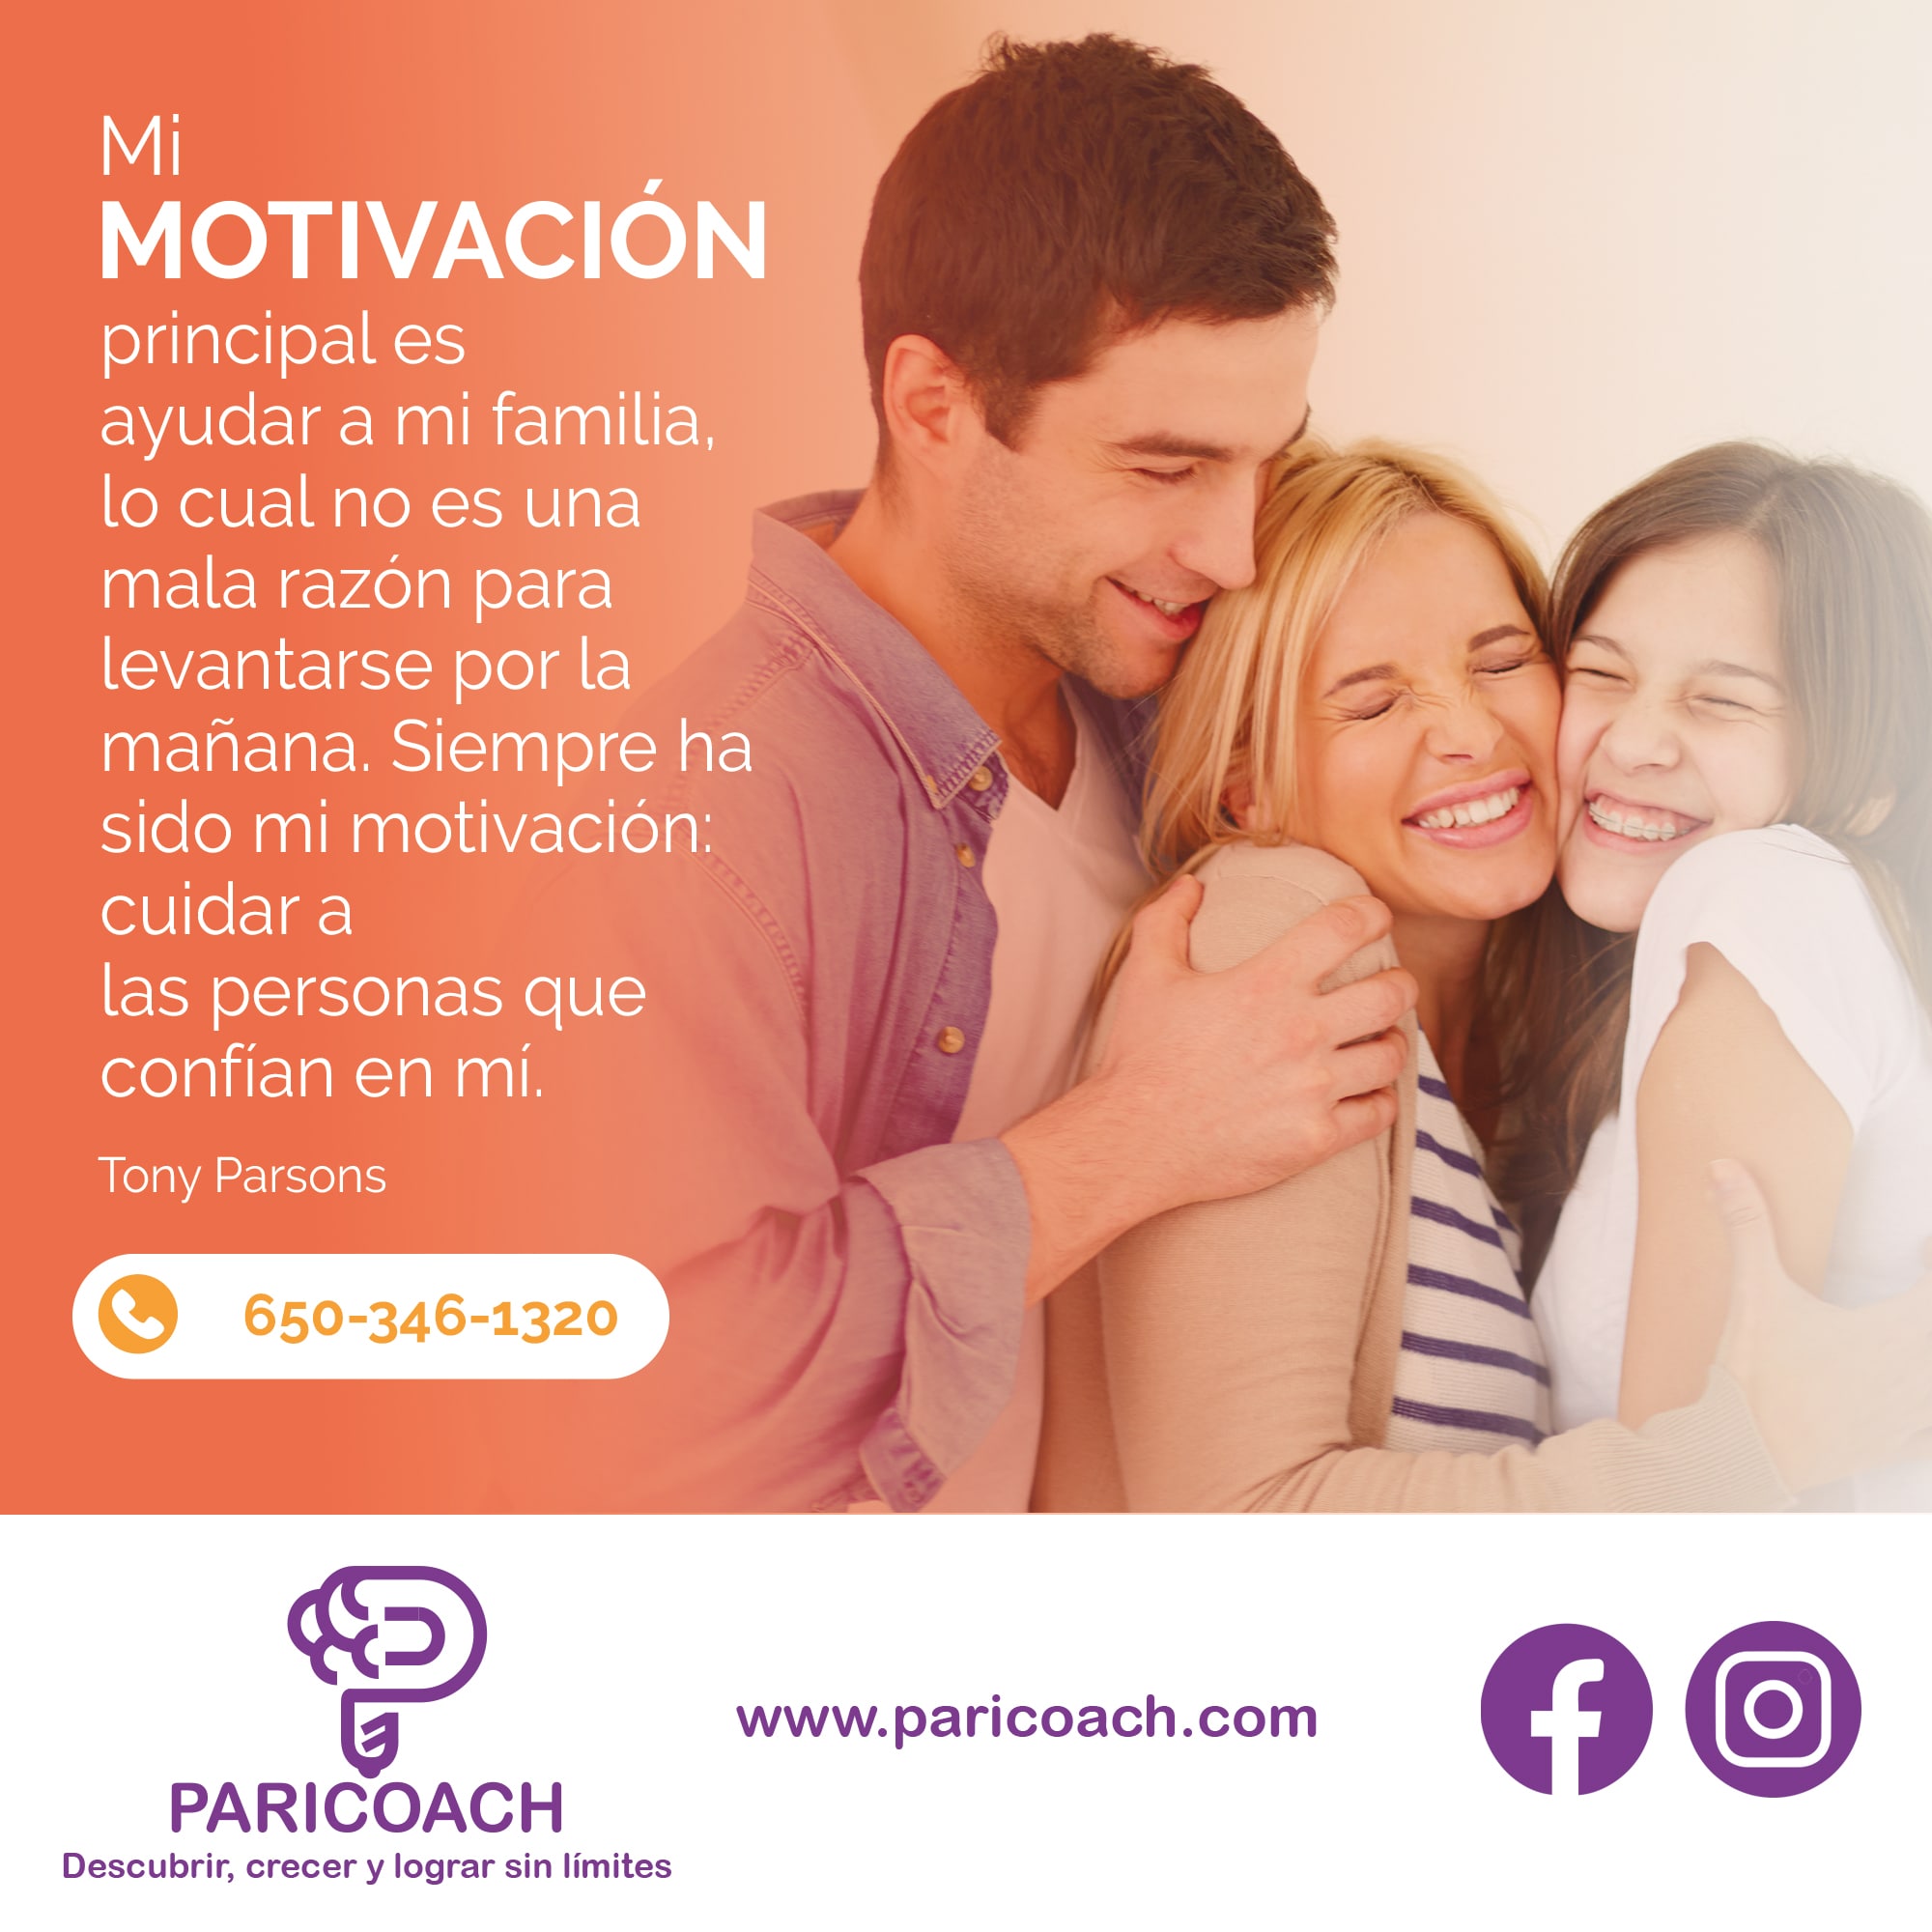 Mi
MOTIVACIÓN
principal es
ayudar a mi familia,
lo cual no es una
mala razón para
levantarse por la
mañana. Siempre ha
sido mi motivación:
cuidar a
las personas que
confían en mí.
Tony Parsons
650-346-1320
PARICOACH
Descubrir, crecer y lograr sin límites
www.paricoach.com